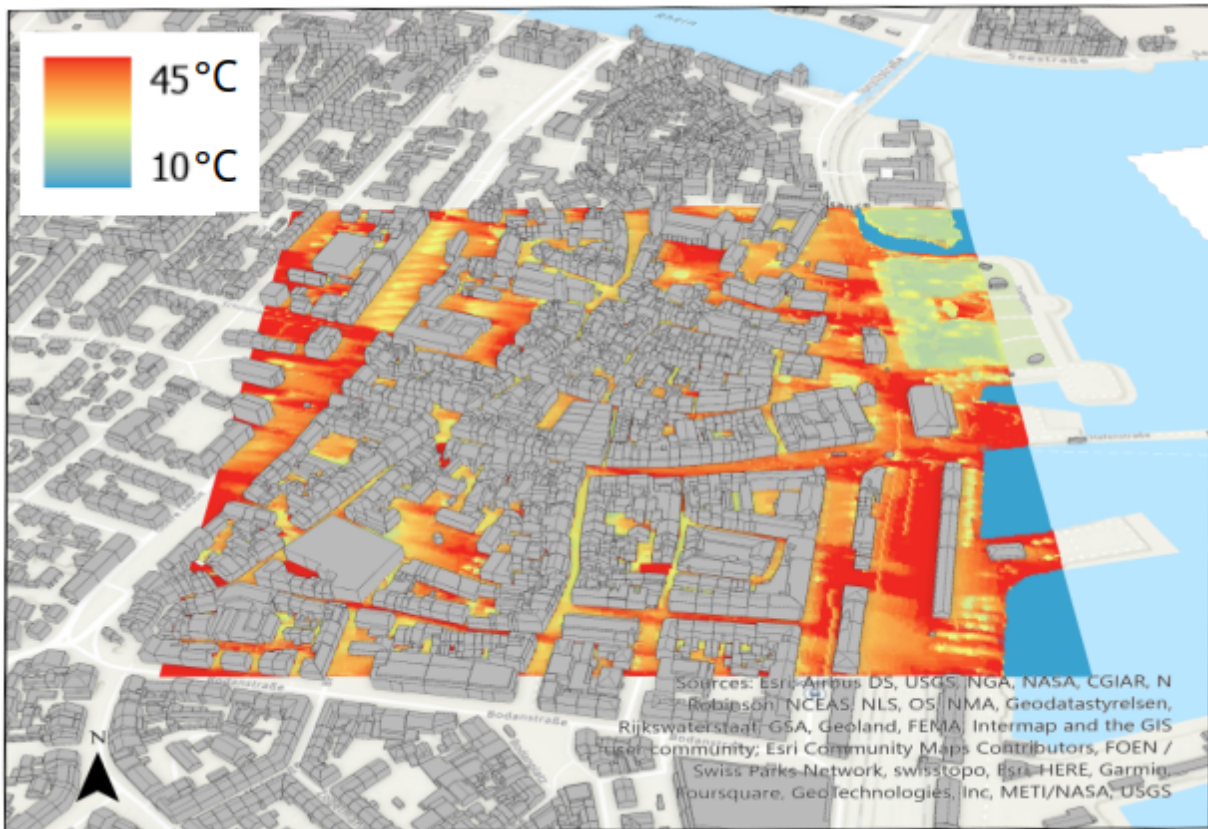 Rhein
Seestraße
45 °C
10 °C
Hafenstraße
Sources: Esri, Airbus DS, USGS, NGA, NASA, CGIAR, N
Robinson, NCEAS, NLS, OS, NMA, Geodatastyrelsen,
Rijkswaterstaat, GSA, Geoland, FEMA, Intermap and the GIS
user community; Esri Community Maps Contributors, FOEN /
Swiss Parks Network, swisstopo, Esri, HERE, Garmin,
Foursquare, GeoTechnologies, Inc, METI/NASA, USGS
Bodanstraße
N